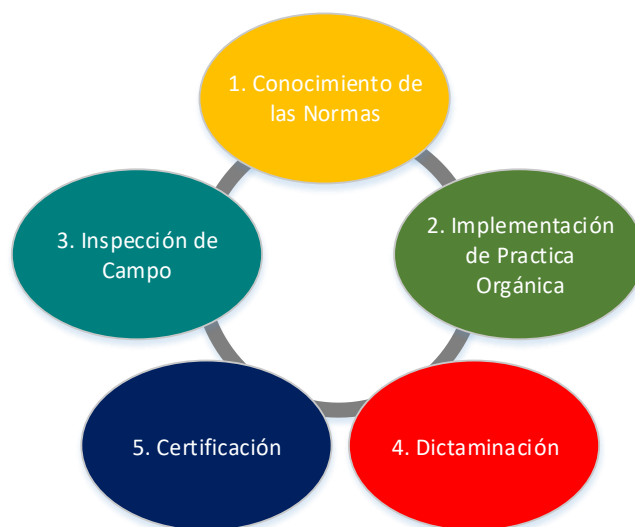 1. Conocimiento de
las Normas
2. Implementación
de Practica
Orgánica
3. Inspección de
Campo
4. Dictaminación
5. Certificación